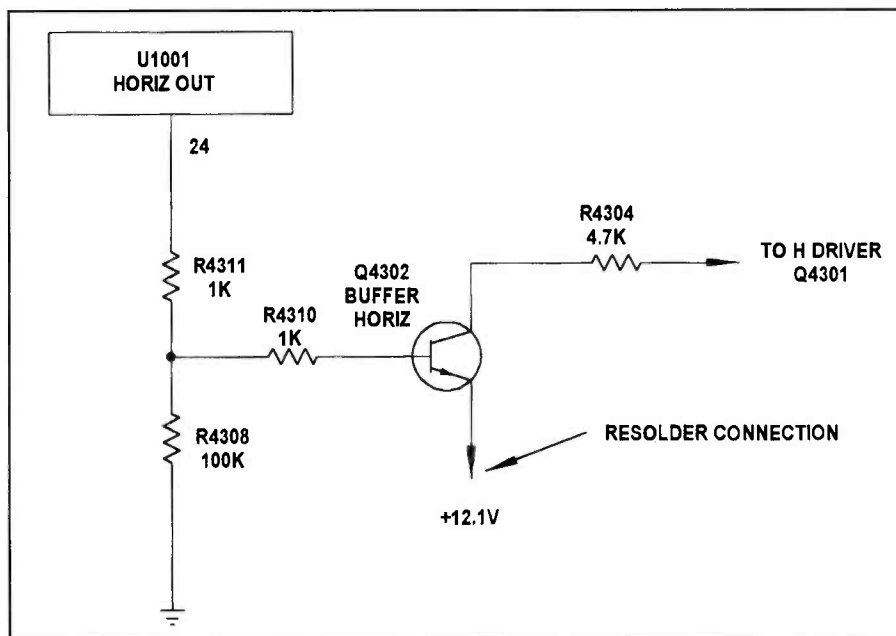 U1001
HORIZ OUT
24
R4311
1K
R4310
1K
Q4302
BUFFER
HORIZ
R4304
4.7K
TO H DRIVER
Q4301
R4308
100K
RESOLDER CONNECTION
+12.1V